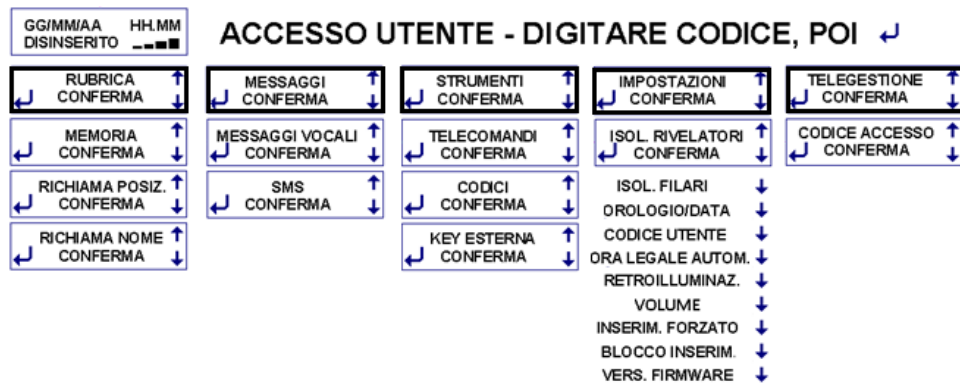 GG/MM/AA HH.MM
DISINSERITO
ACCESSO UTENTE - DIGITARE CODICE, POI
RUBRICA
CONFERMA
MEMORIA
CONFERMA
RICHIAMA POSIZ.
CONFERMA
RICHIAMA NOME
CONFERMA
MESSAGGI
CONFERMA
MESSAGGI VOCALI
CONFERMA
SMS
CONFERMA
STRUMENTI
CONFERMA
TELECOMANDI
CONFERMA
CODICI
CONFERMA
KEY ESTERNA
CONFERMA
IMPOSTAZIONI
CONFERMA
ISOL. RIVELATORI
CONFERMA
ISOL. FILARI
OROLOGIO/DATA
CODICE UTENTE
ORA LEGALE AUTOM.
RETROILLUMINAZ.
VOLUME
INSERIM. FORZATO
BLOCCO INSERIM.
VERS. FIRMWARE
TELEGESTIONE
CONFERMA
CODICE ACCESSO
CONFERMA